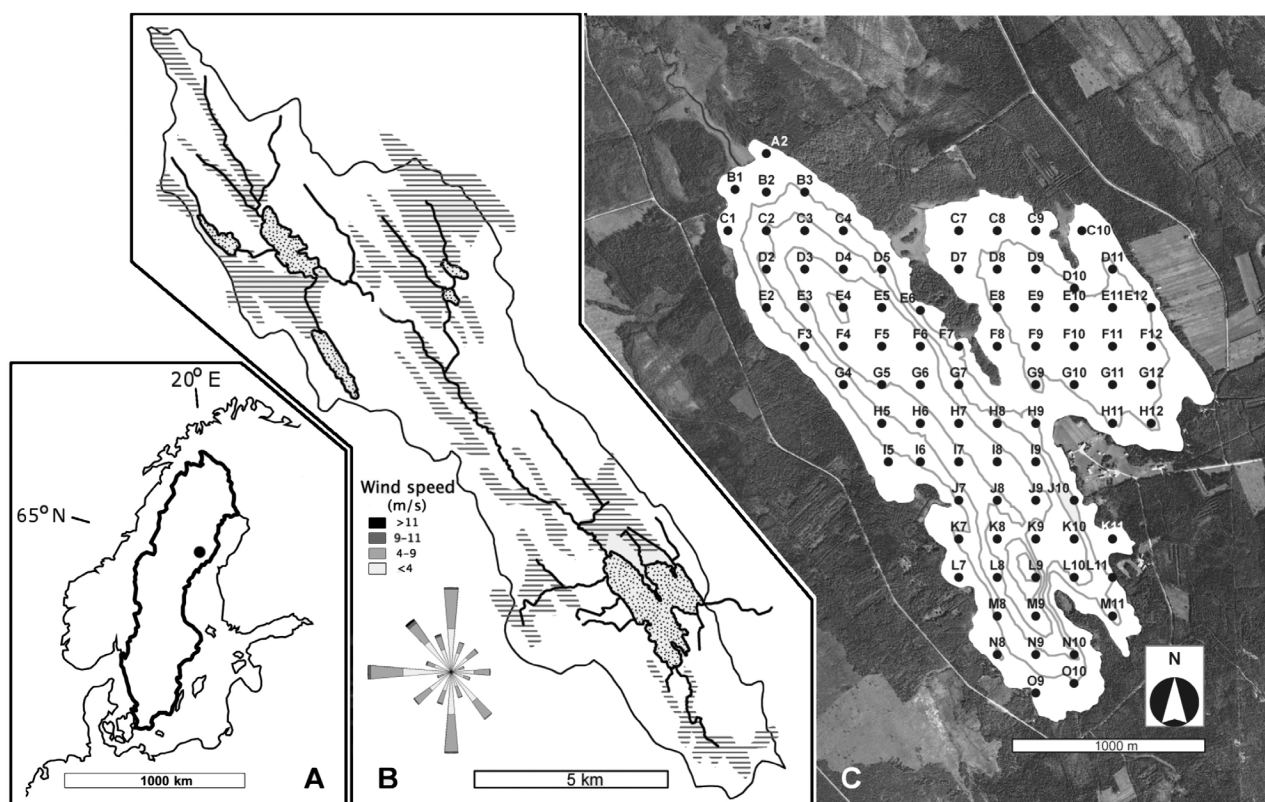 20° E
65° N
1000 km
A
Wind speed
(m/s)
>11
9-11
4-9
<4
B
5 km
A2
B1 B2 B3
C1 C2 C3 C4 C7 C8 C9 C10
D2 D3 D4 D5 D7 D8 D9 D10 D11
E2 E3 E4 E5 E6 E8 E9 E10 E11 E12
F3 F4 F5 F6 F7 F8 F9 F10 F11 F12
G4 G5 G6 G7 G9 G10 G11 G12
H5 H6 H7 H8 H9 H11 H12
I5 I6 I7 I8 I9
J7 J8 J9 J10
K7 K8 K9 K10 K11
L7 L8 L9 L10 L11
M8 M9 M11
N8 N9 N10
O9 O10
N
1000 m
C